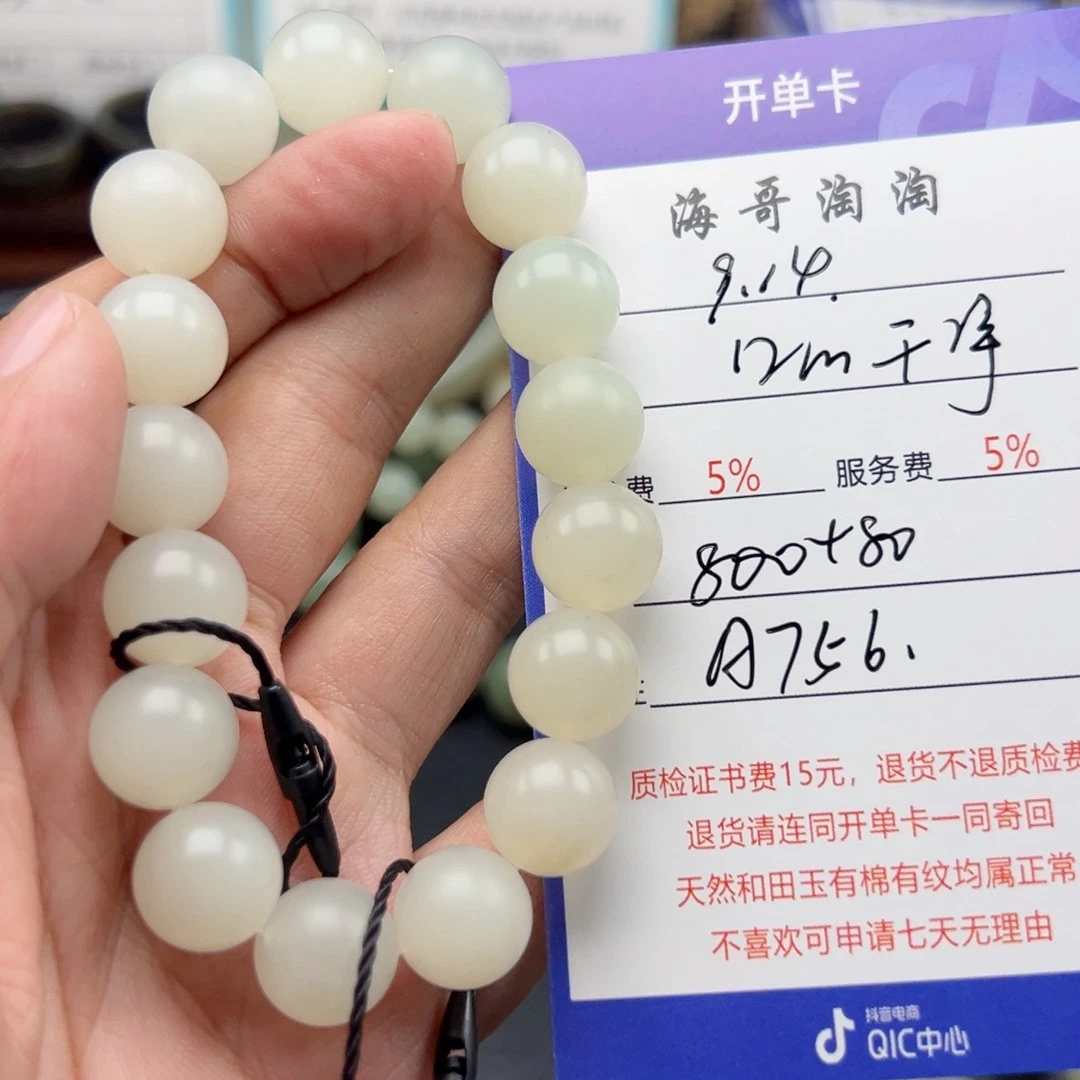 开单卡
海哥淘淘
9.14.
12m干净
费 5% 服务费 5%
800+80
A756.
质检证书费15元，退货不退质检费
退货请连同开单卡一同寄回
天然和田玉有棉有纹均属正常
不喜欢可申请七天无理由
抖音电商
QIC中心